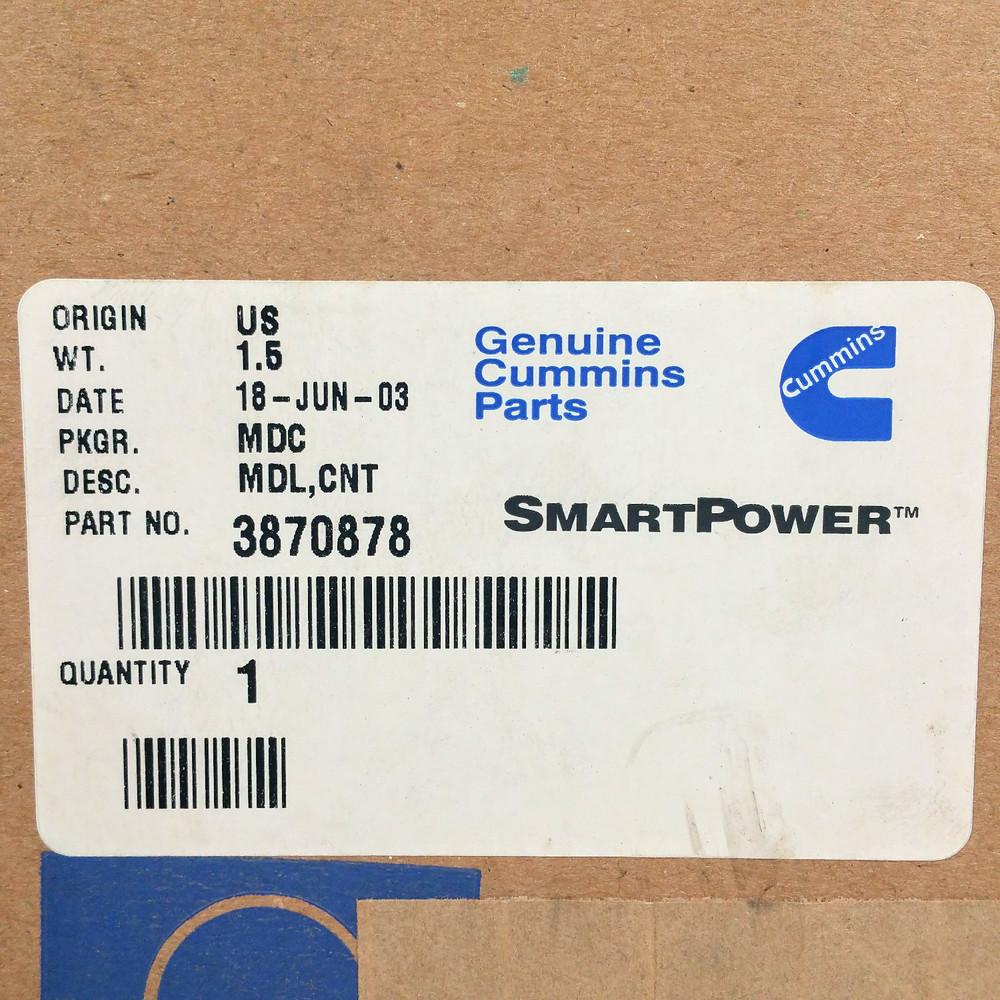 ORIGIN US
WT. 1.5
DATE 18-JUN-03
PKGR. MDC
DESC. MDL,CNT
PART NO. 3870878
QUANTITY 1
Genuine
Cummins
Parts
Cummins
SMARTPOWER™